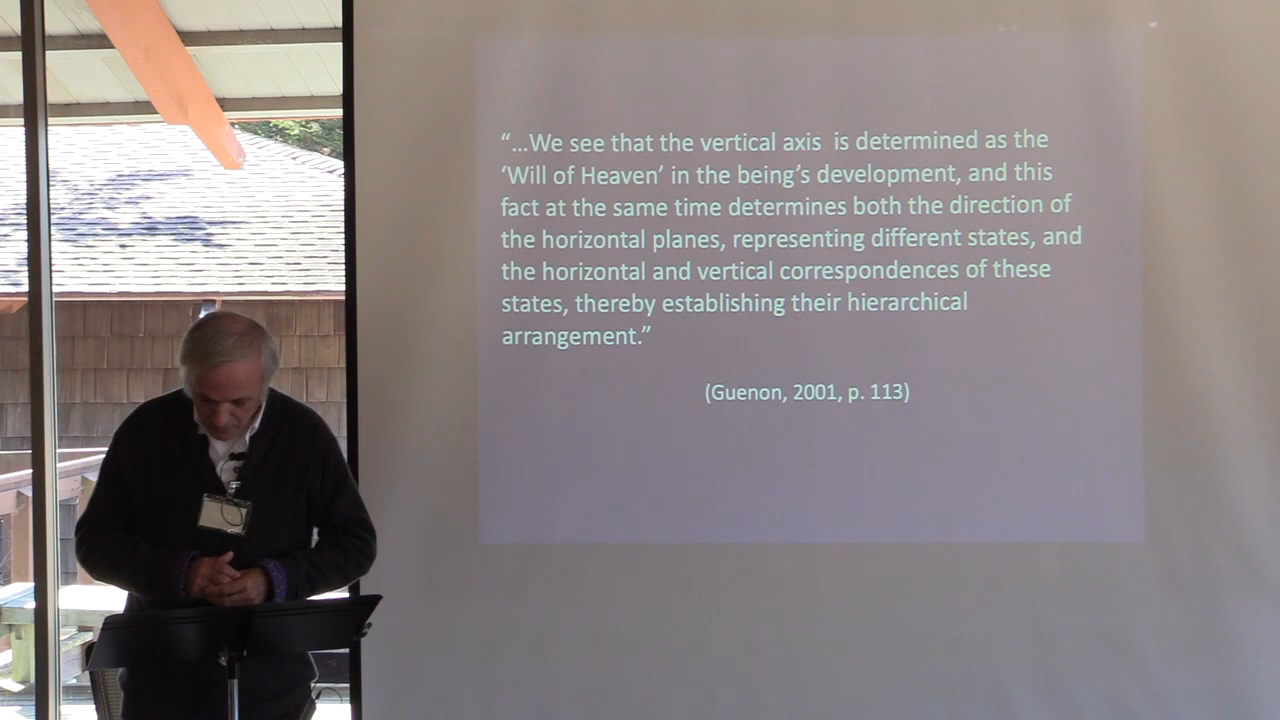 “...We see that the vertical axis  is determined as the
‘Will of Heaven’ in the being’s development, and this
fact at the same time determines both the direction of
the horizontal planes, representing different states, and
the horizontal and vertical correspondences of these
states, thereby establishing their hierarchical
arrangement.”
(Guenon, 2001, p. 113)